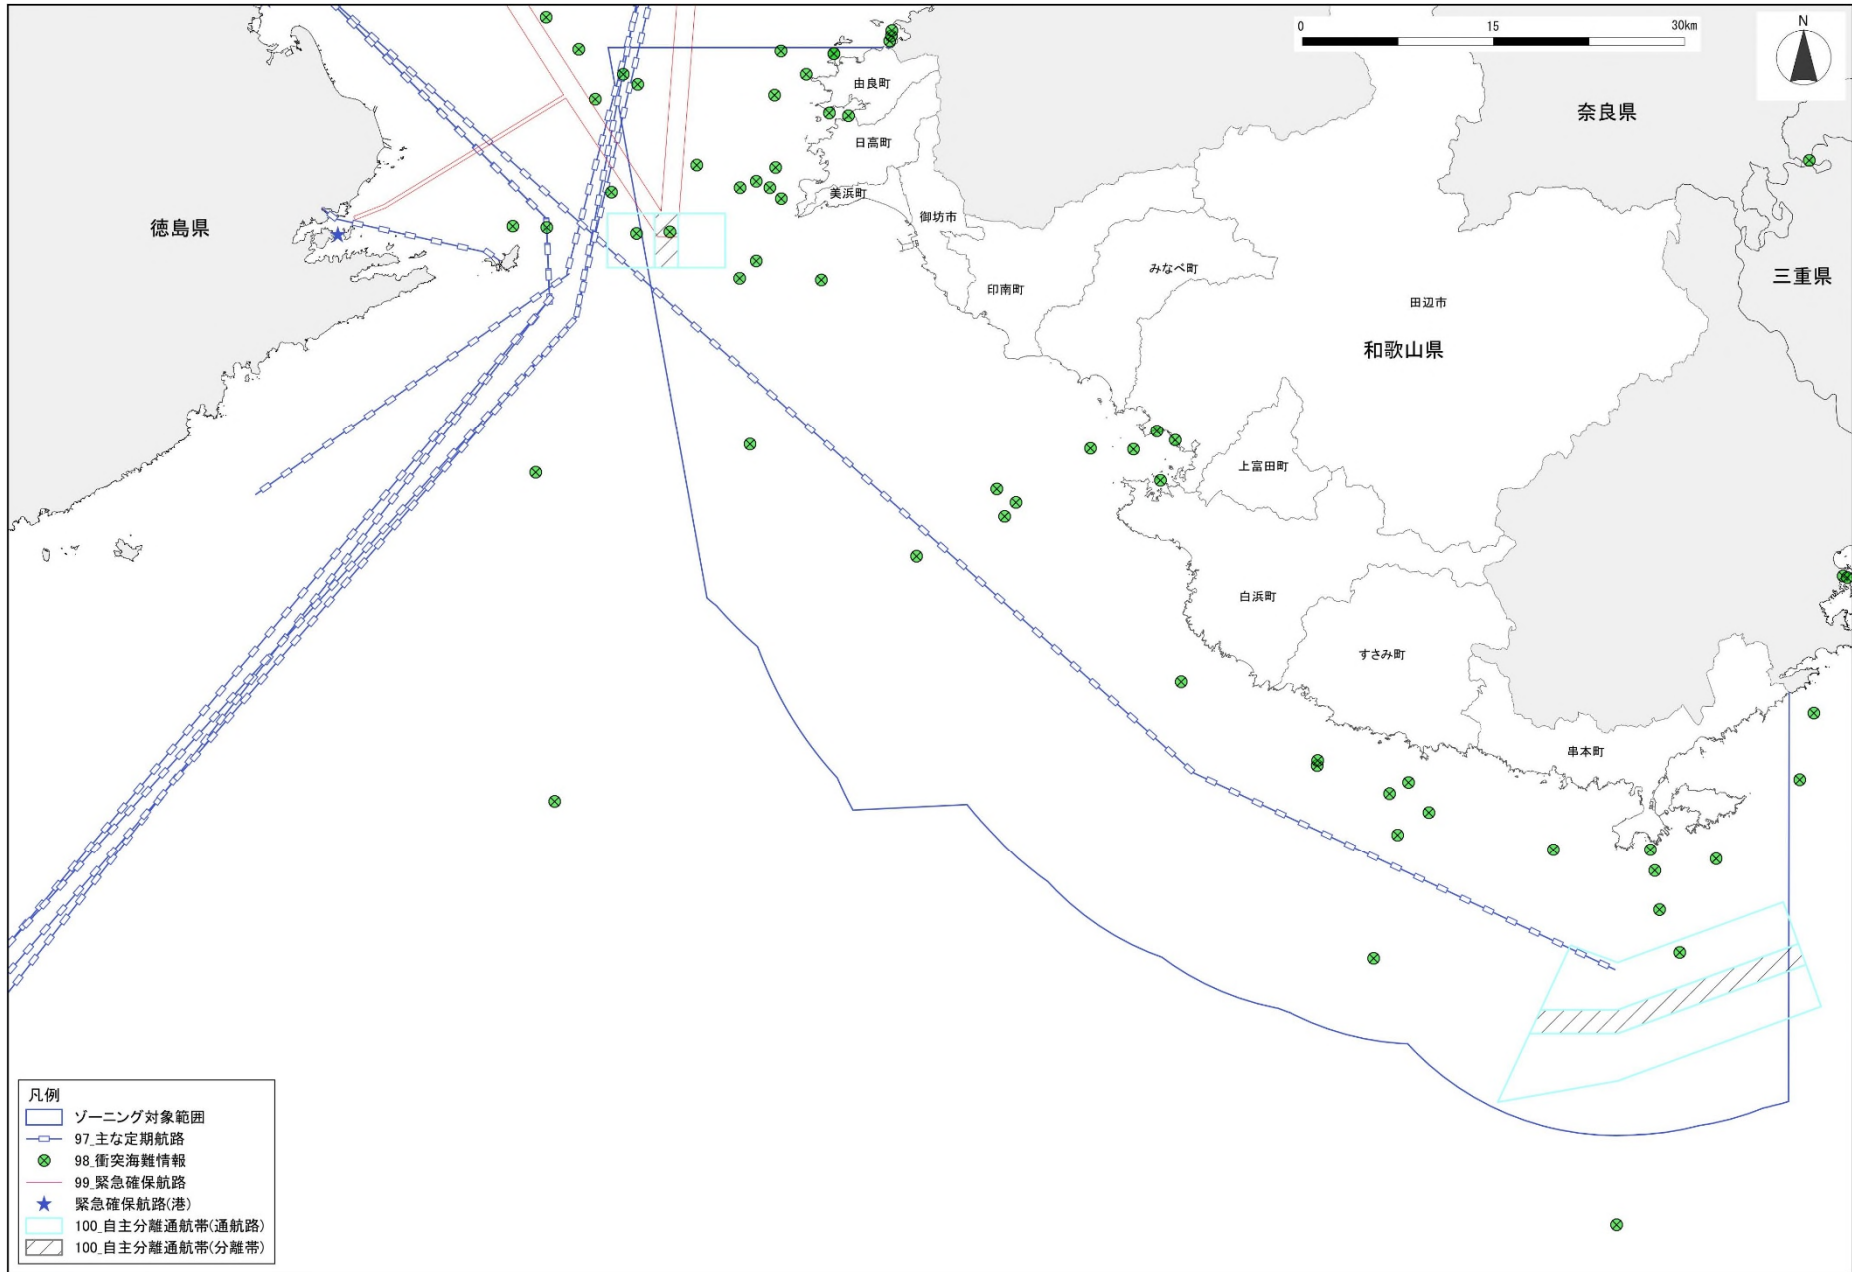 0 15 30km
N
奈良県
由良町
日高町
美浜町
御坊市
徳島県
みなべ町
三重県
印南町
田辺市
和歌山県
上富田町
白浜町
すさみ町
串本町
凡例
ゾーニング対象範囲
97_主な定期航路
98_衝突海難情報
99_緊急確保航路
緊急確保航路(港)
100_自主分離通航帯(通航路)
100_自主分離通航帯(分離帯)